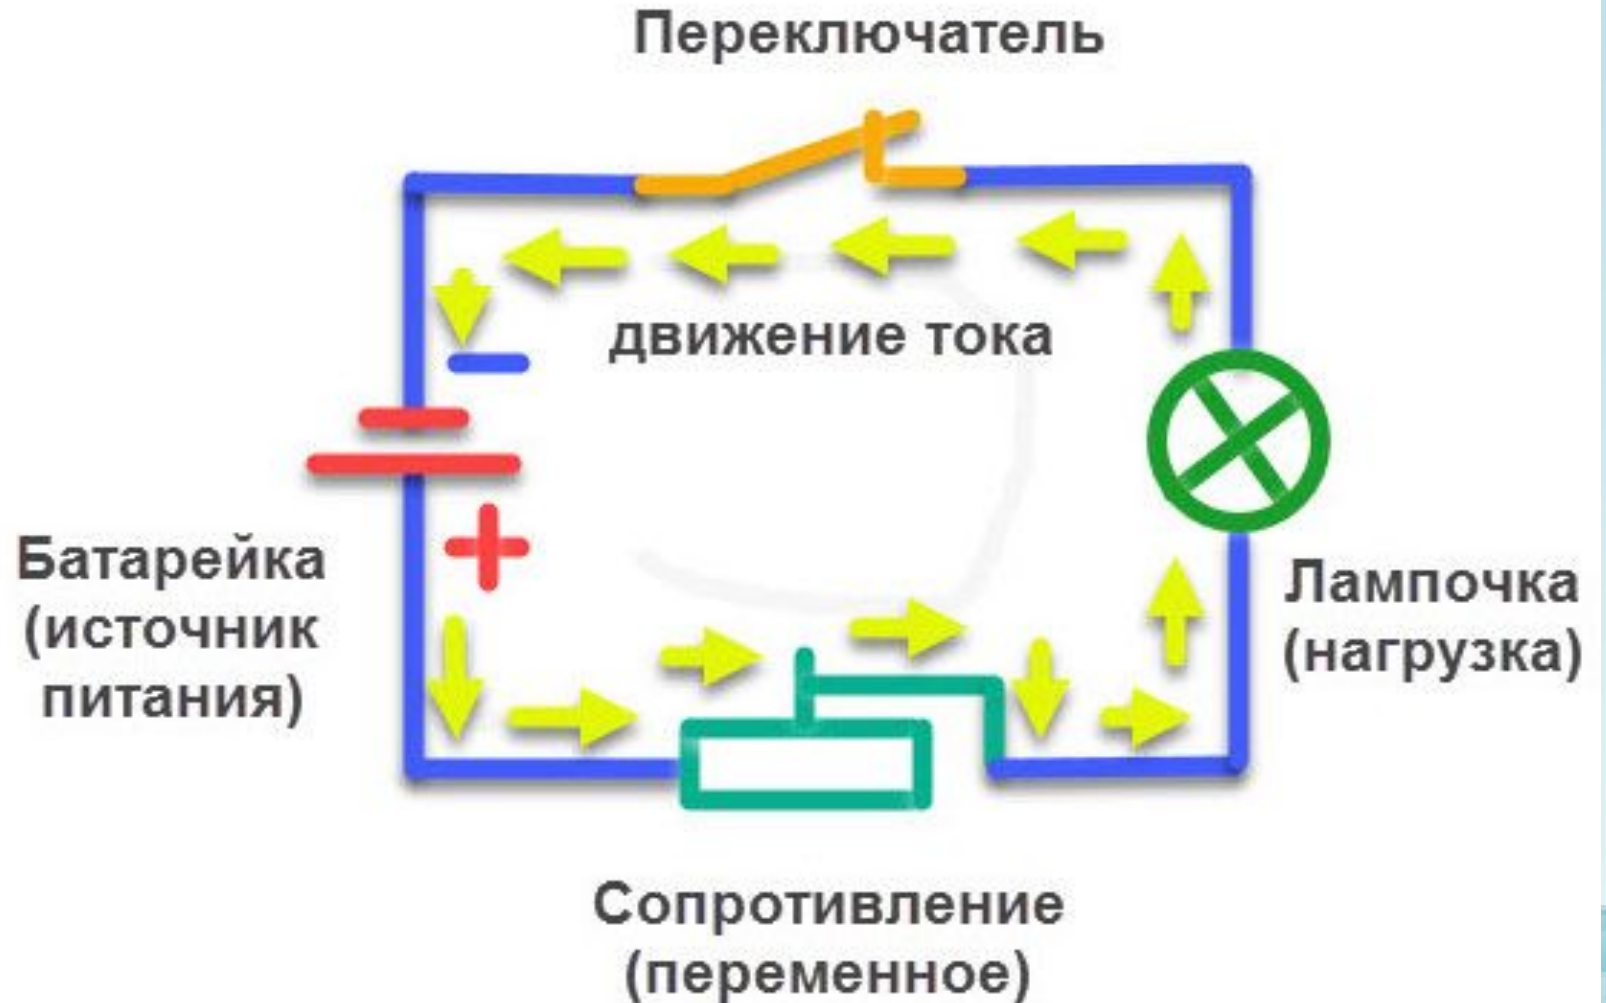 Переключатель
движение тока
Батарейка
(источник
питания)
Лампочка
(нагрузка)
Сопротивление
(переменное)